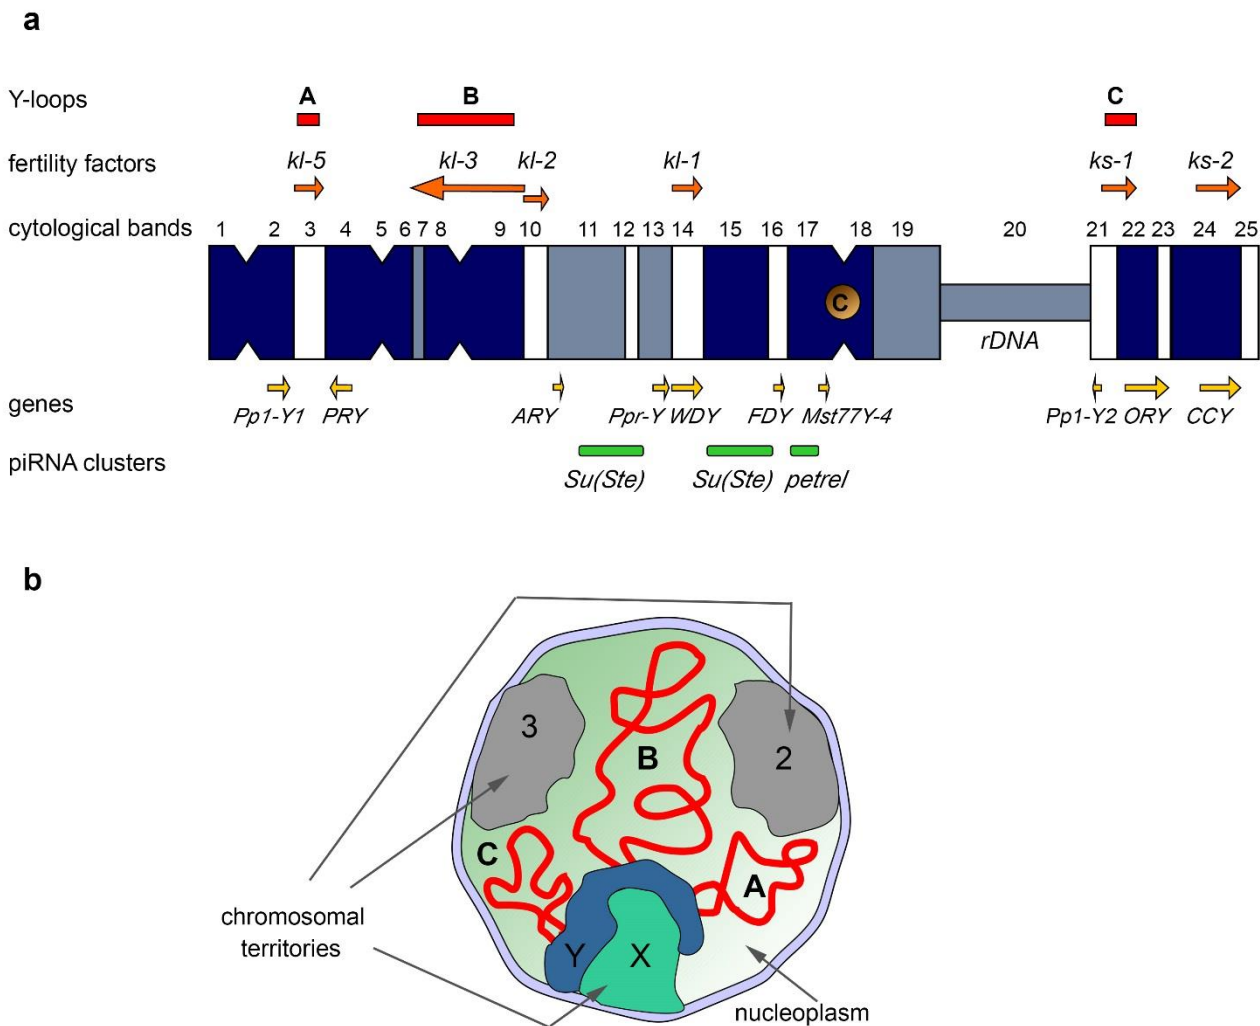 a
Y-loops A B C
fertility factors kl-5 kl-3 kl-2 kl-1 ks-1 ks-2
cytological bands 1 2 3 4 5 6 7 8 9 10 11 12 13 14 15 16 17 18 19 20 21 22 23 24 25
C
rDNA
genes Pp1-Y1 PRY ARY Ppr-Y WDY FDY Mst77Y-4 Pp1-Y2 ORY CCY
piRNA clusters Su(Ste) Su(Ste) petrel
b
3 2
B
C A
chromosomal
territories
Y X
nucleoplasm